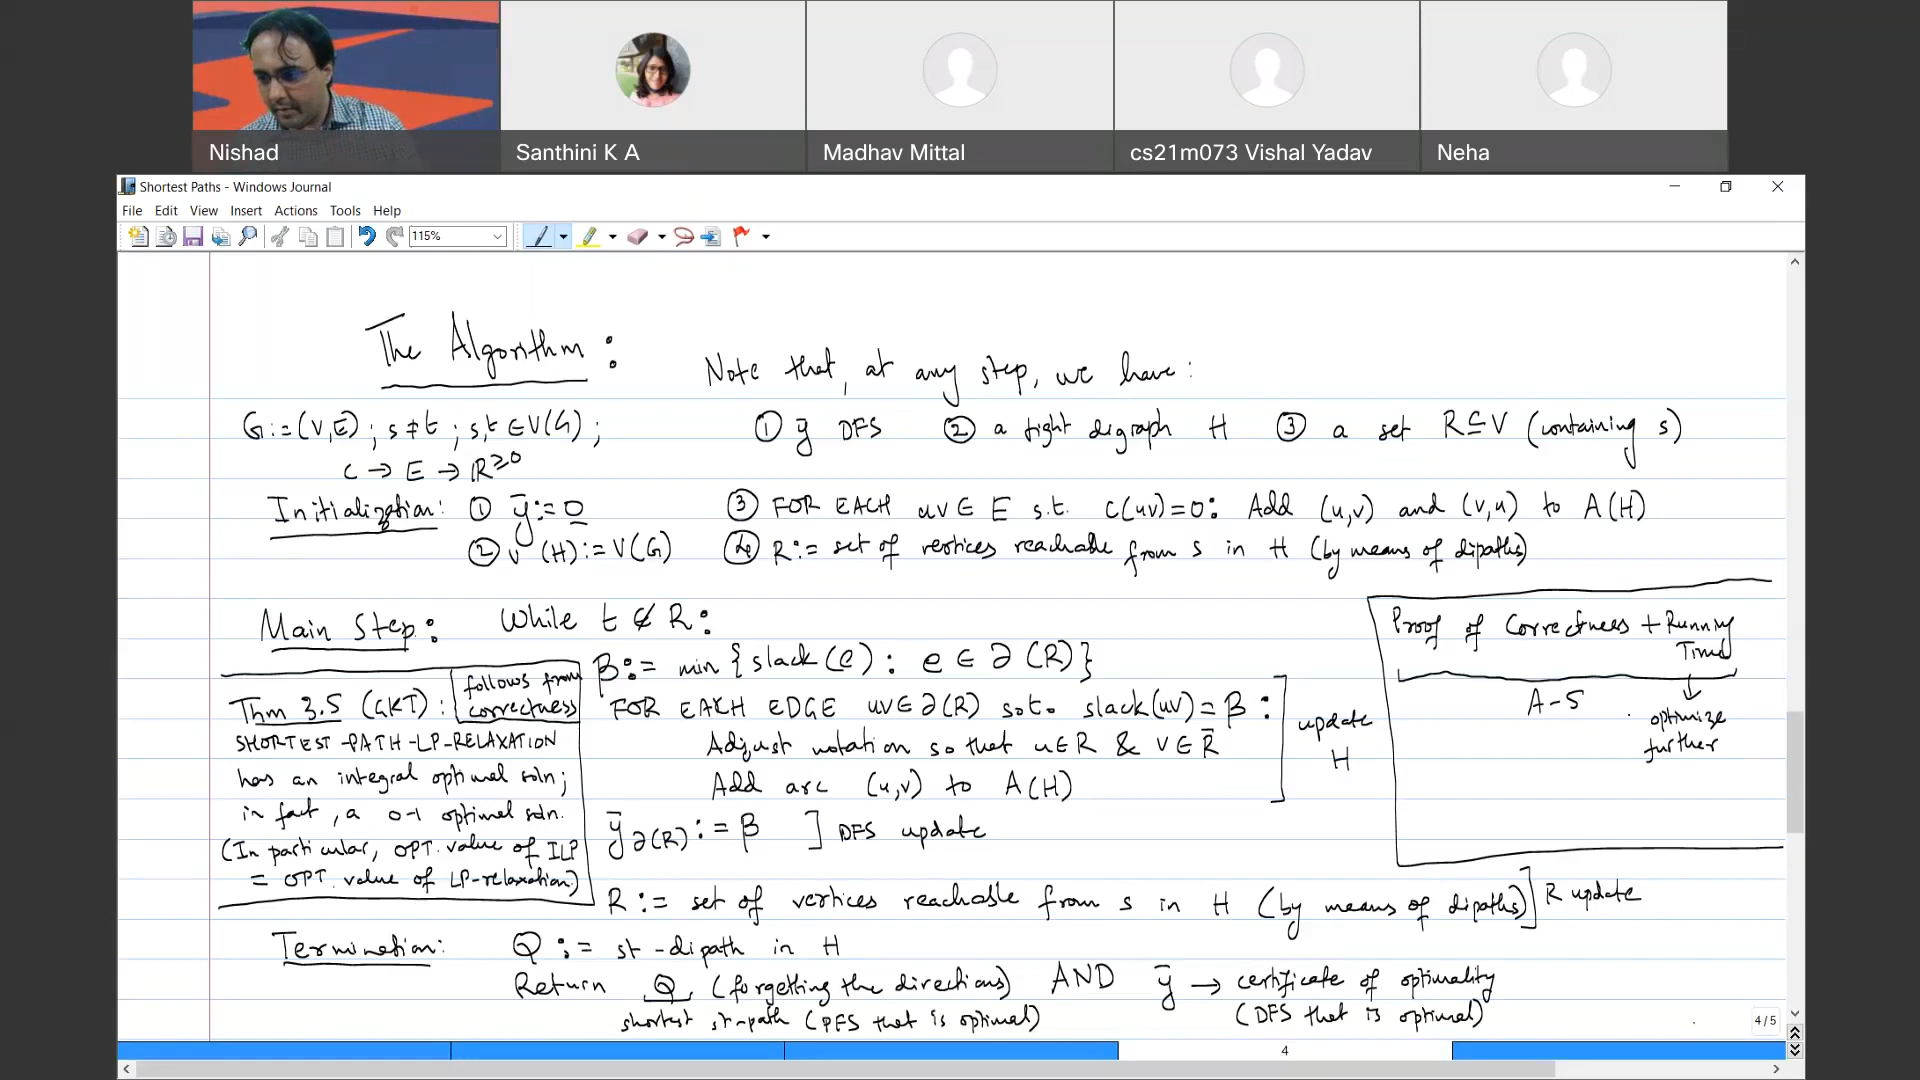 Nishad
Santhini K A
Madhav Mittal
cs21m073 Vishal Yadav
Neha
Shortest Paths - Windows Journal
File Edit View Insert Actions Tools Help
115%
The Algorithm:
Note that, at any step, we have:
G:=(V,E); s≠t; s,t ∈ V(G);
① ȳ DFS ② a tight digraph H ③ a set R⊆V (containing s)
c → E → ℝ≥0
Initialization: ① ȳ:=0 ③ FOR EACH uv∈E s.t. c(uv)=0: Add (u,v) and (v,u) to A(H)
② V(H):=V(G) ④ R:= set of vertices reachable from s in H (by means of dipaths)
Main Step: While t∉R:
β:= min{slack(e): e∈∂(R)}
FOR EACH EDGE uv∈∂(R) s.t. slack(uv)=β:
Adjust notation so that u∈R & v∈R̄
Add arc (u,v) to A(H)
update
H
ȳ∂(R):=β ] DFS update
R:= set of vertices reachable from s in H (by means of dipaths)] R update
Thm 3.5 (GKT): follows from
correctness
SHORTEST-PATH-LP-RELAXATION
has an integral optimal soln;
in fact, a 0-1 optimal soln.
(In particular, OPT. value of ILP
= OPT. value of LP-relaxation)
Proof of Correctness + Running
Time
A-5
optimize
further
Termination: Q:= st-dipath in H
Return Q (forgetting the directions) AND ȳ → certificate of optimality
shortest st-path (PFS that is optimal) (DFS that is optimal)
4/5
4